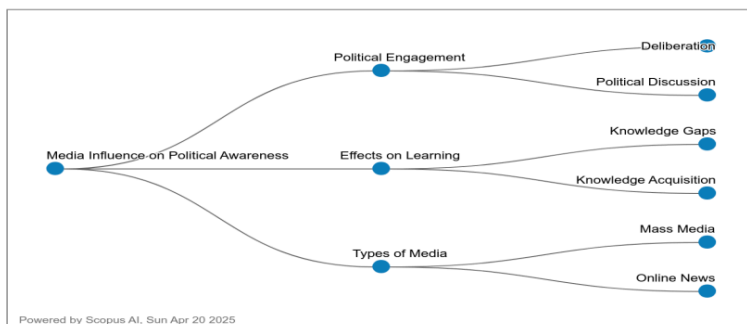 Deliberation
Political Engagement
Political Discussion
Knowledge Gaps
Media Influence on Political Awareness
Effects on Learning
Knowledge Acquisition
Mass Media
Types of Media
Online News
Powered by Scopus AI, Sun Apr 20 2025